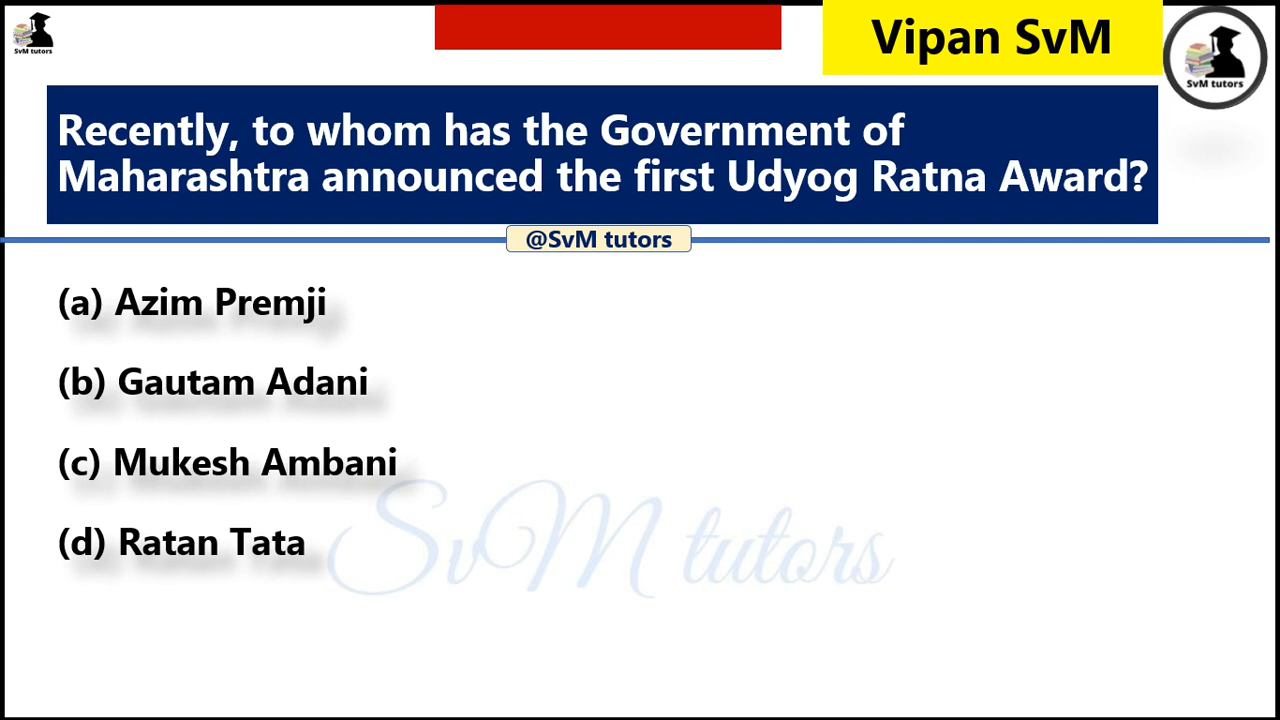 SvM tutors
Vipan SvM
SvM tutors
Recently, to whom has the Government of
Maharashtra announced the first Udyog Ratna Award?
@SvM tutors
(a) Azim Premji
(b) Gautam Adani
(c) Mukesh Ambani
(d) Ratan Tata
SvM tutors